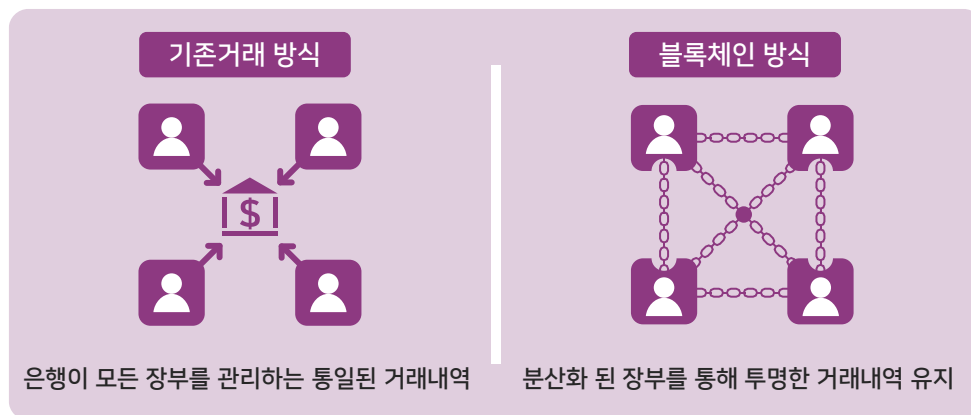 기존거래 방식
블록체인 방식
$
은행이 모든 장부를 관리하는 통일된 거래내역
분산화 된 장부를 통해 투명한 거래내역 유지